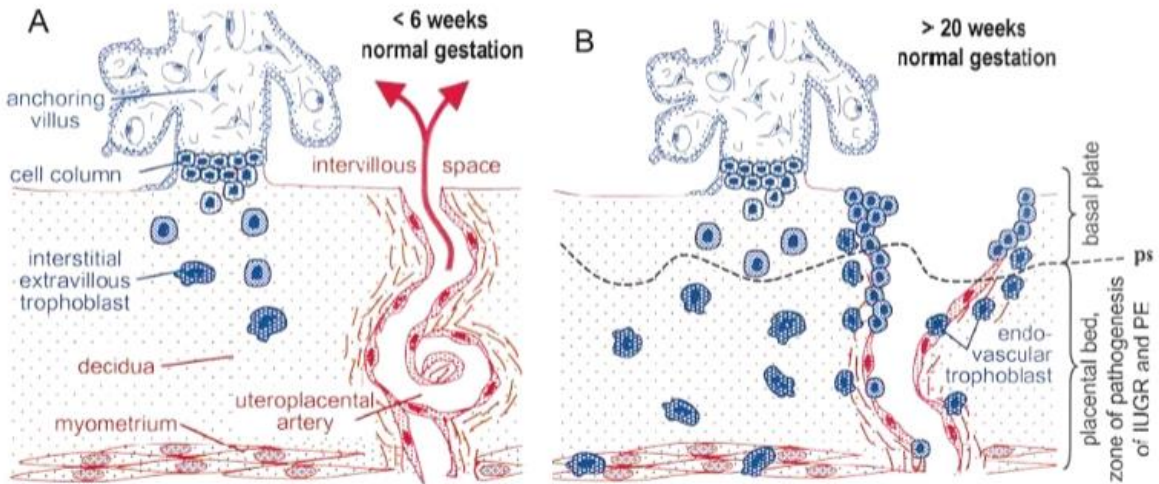 A
< 6 weeks
normal gestation
anchoring
villus
cell column
intervillous space
interstitial
extravillous
trophoblast
decidua
uteroplacental
artery
myometrium
B
> 20 weeks
normal gestation
basal plate
ps
endo-
vascular
trophoblast
placental bed,
zone of pathogenesis
of IUGR and PE